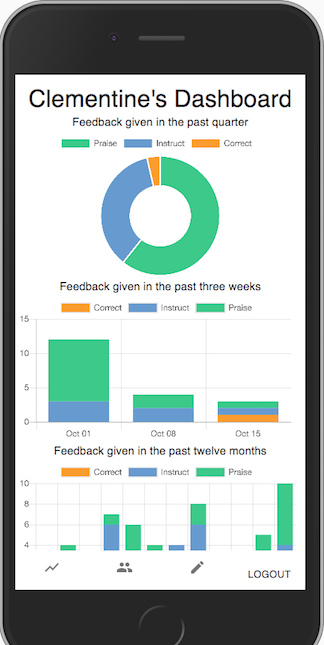 Clementine's Dashboard
Feedback given in the past quarter
Praise Instruct Correct
Feedback given in the past three weeks
Correct Instruct Praise
15
10
5
0
Oct 01 Oct 08 Oct 15
Feedback given in the past twelve months
Correct Instruct Praise
10
8
6
4
LOGOUT